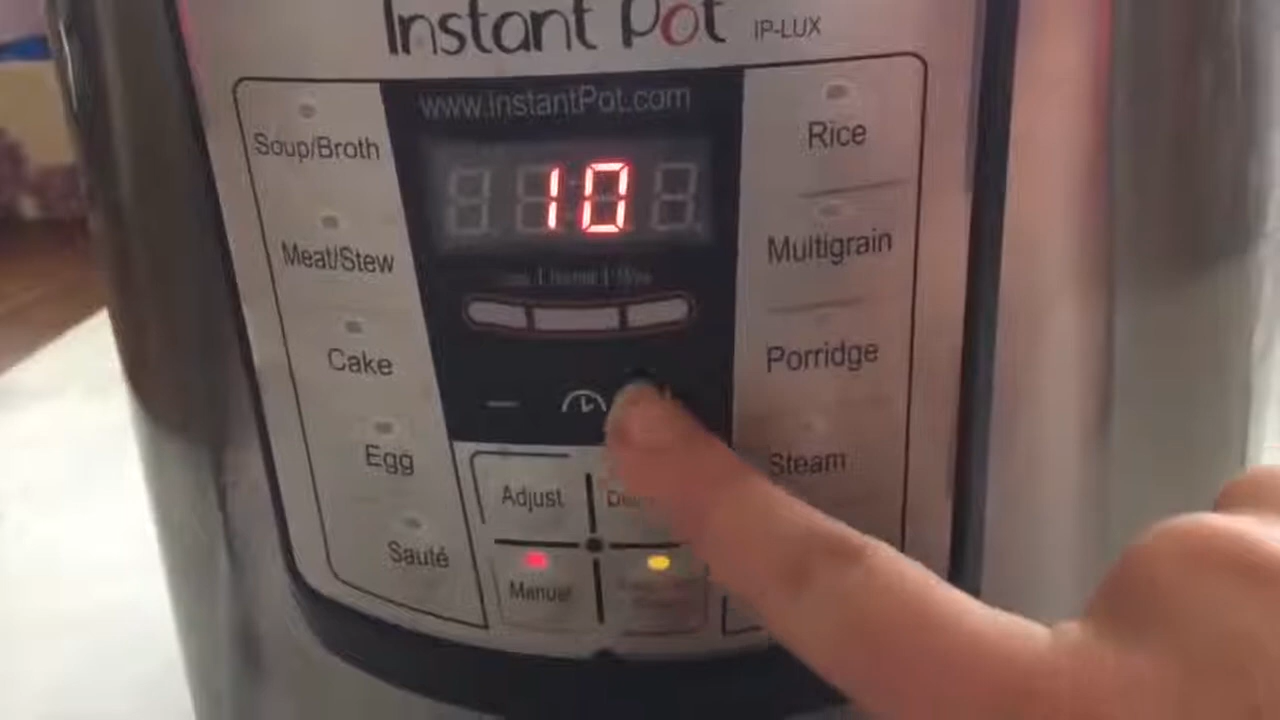 Instant Pot IP-LUX
www.InstantPot.com
10
Soup/Broth
Meat/Stew
Cake
Egg
Sauté
Rice
Multigrain
Porridge
Steam
Adjust
Manual